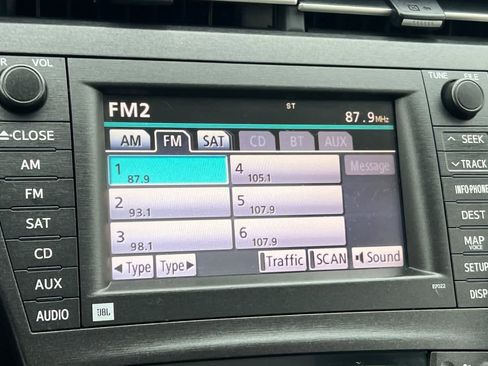 R VOL
TUNE FILE
FM2 ST 87.9MHz
AM FM SAT CD BT AUX
1 87.9 4 105.1 Message
2 93.1 5 107.9
3 98.1 6 107.9
◄Type Type► Traffic SCAN Sound
▲CLOSE
AM
FM
SAT
CD
AUX
AUDIO
∧ SEEK
∨TRACK
INFO PHONE
DEST
MAP
VOICE
SETUP
DISP
JBL
E7022